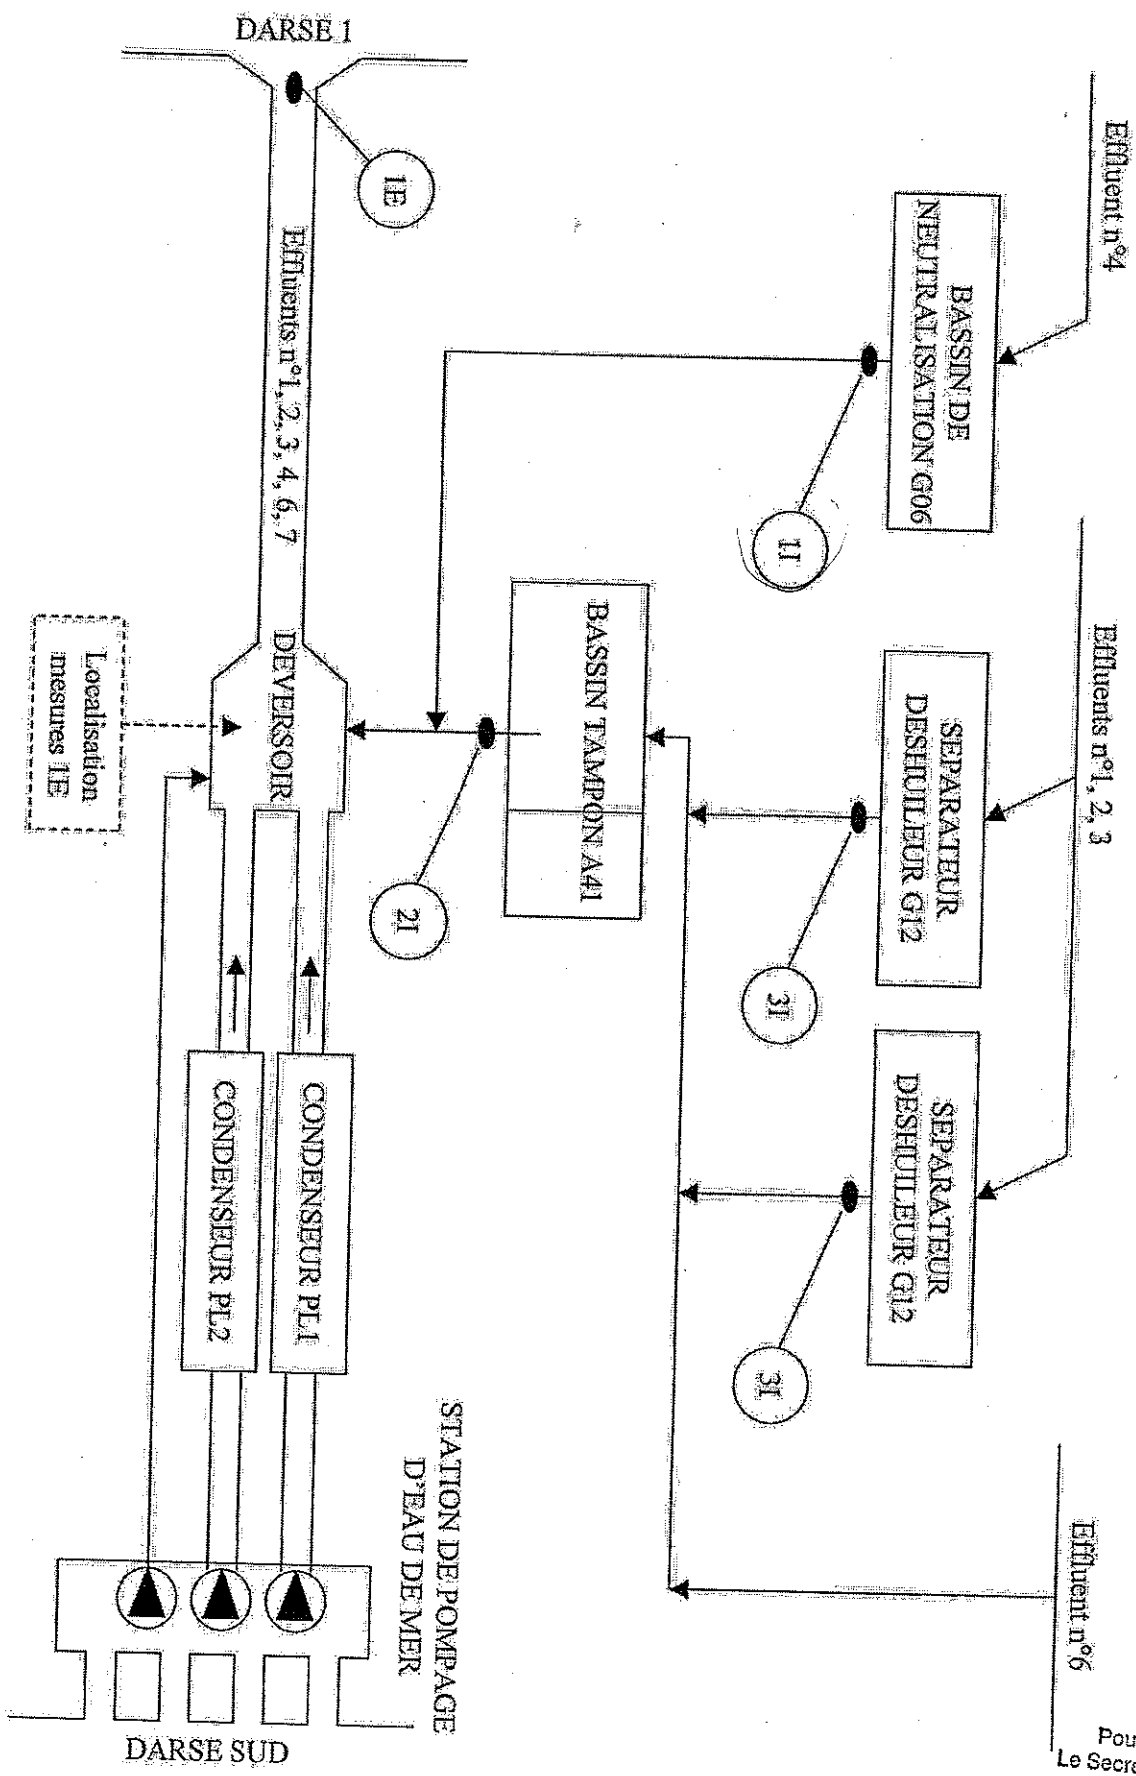 DARSE 1
1E
Effluents n°1, 2, 3, 4, 6, 7
Effluent n°4
BASSIN DE
NEUTRALISATION G06
1I
Effluents n°1, 2, 3
SEPARATEUR
DESHUILEUR G12
3I
SEPARATEUR
DESHUILEUR G12
3I
Effluent n°6
BASSIN TAMPON A41
2I
DEVERSOIR
Localisation
mesures 1E
CONDENSEUR PL1
CONDENSEUR PL2
STATION DE POMPAGE
D'EAU DE MER
DARSE SUD
Pou
Le Secre